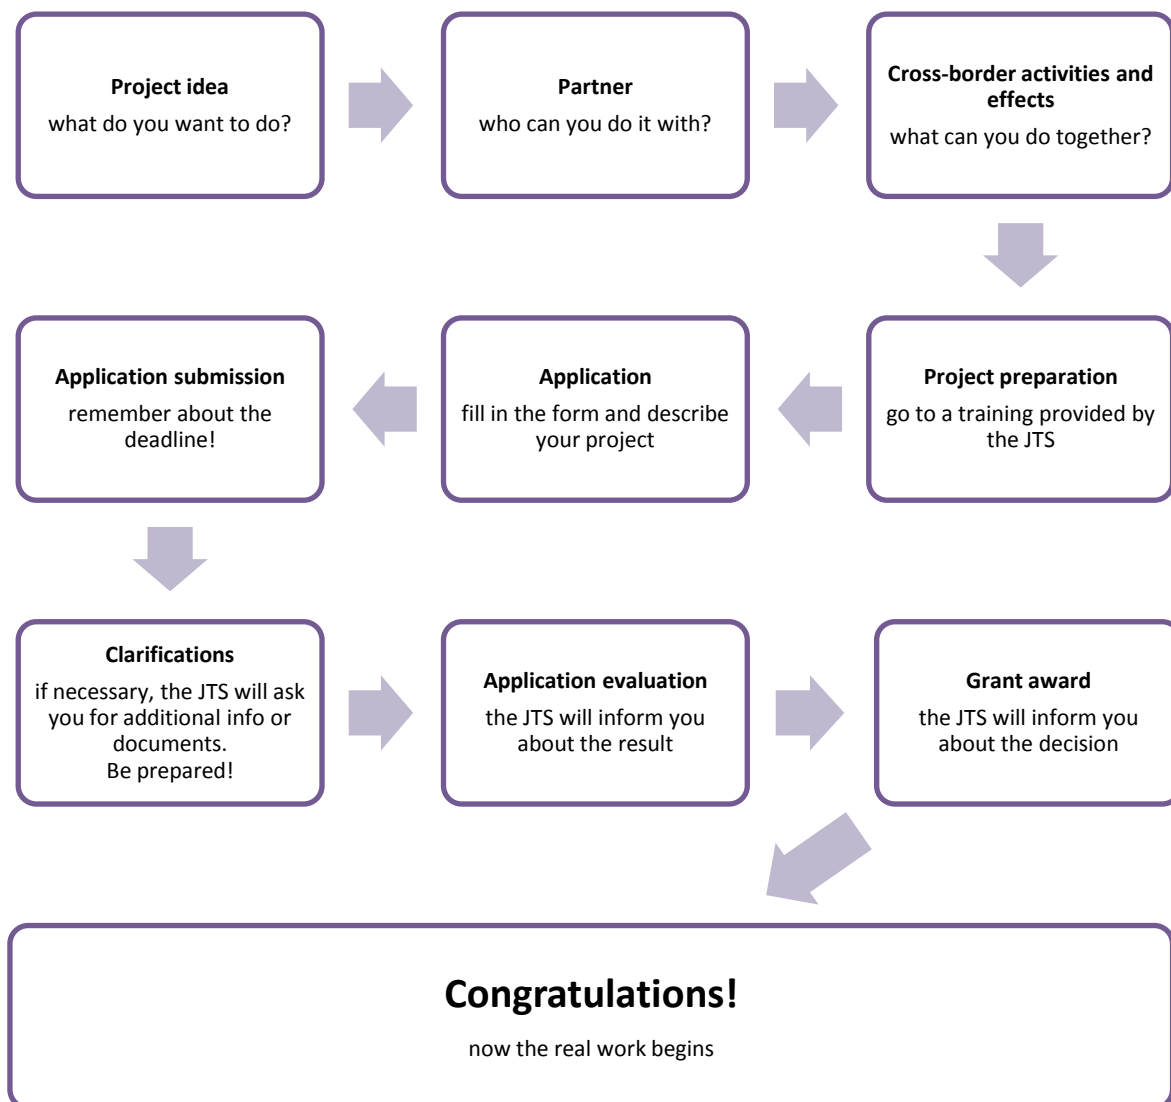 Project idea
what do you want to do?
Partner
who can you do it with?
Cross-border activities and
effects
what can you do together?
Project preparation
go to a training provided by
the JTS
Application
fill in the form and describe
your project
Application submission
remember about the
deadline!
Clarifications
if necessary, the JTS will ask
you for additional info or
documents.
Be prepared!
Application evaluation
the JTS will inform you
about the result
Grant award
the JTS will inform you
about the decision
Congratulations!
now the real work begins